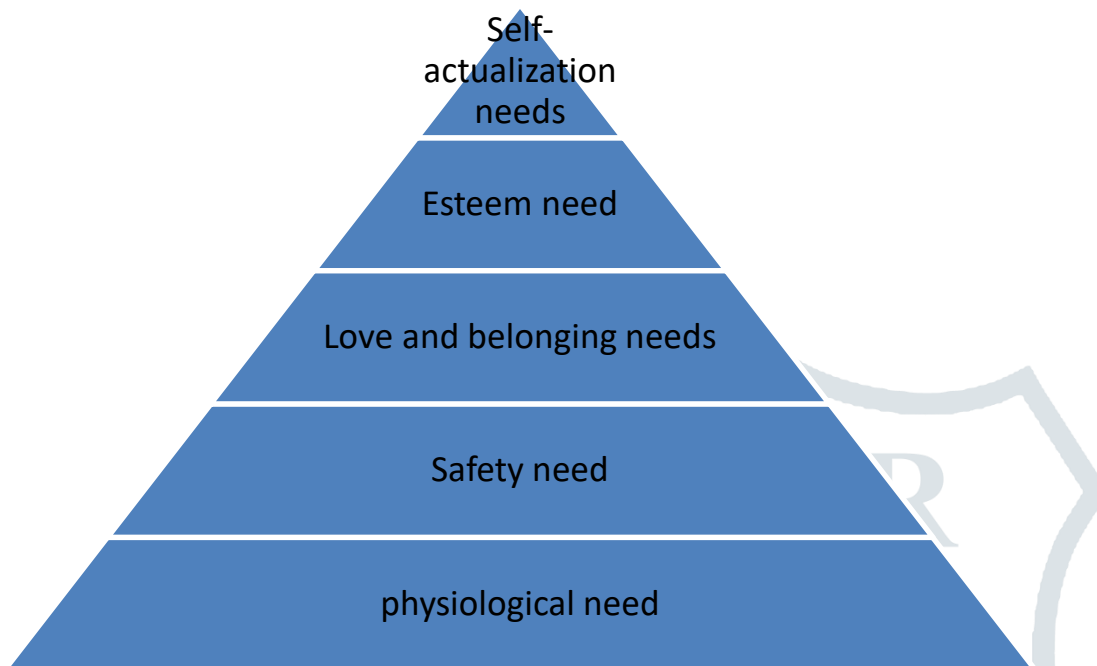 Self-
actualization
needs
Esteem need
Love and belonging needs
Safety need
physiological need
R